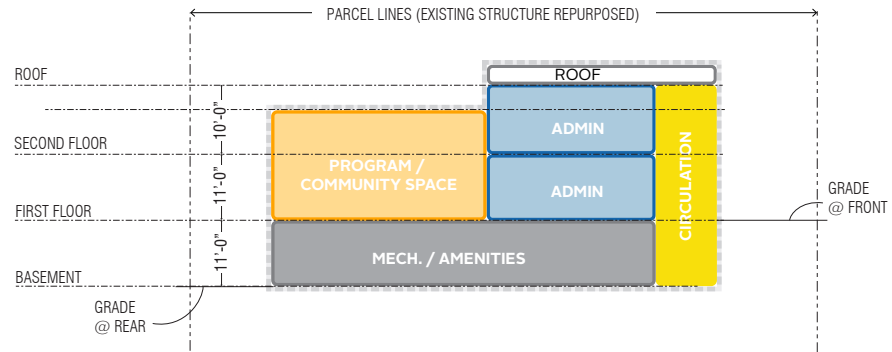 PARCEL LINES (EXISTING STRUCTURE REPURPOSED)
ROOF
ROOF
10'-0"
ADMIN
SECOND FLOOR
PROGRAM /
COMMUNITY SPACE
11'-0"
ADMIN
CIRCULATION
FIRST FLOOR
GRADE
@ FRONT
11'-0"
MECH. / AMENITIES
BASEMENT
GRADE
@ REAR